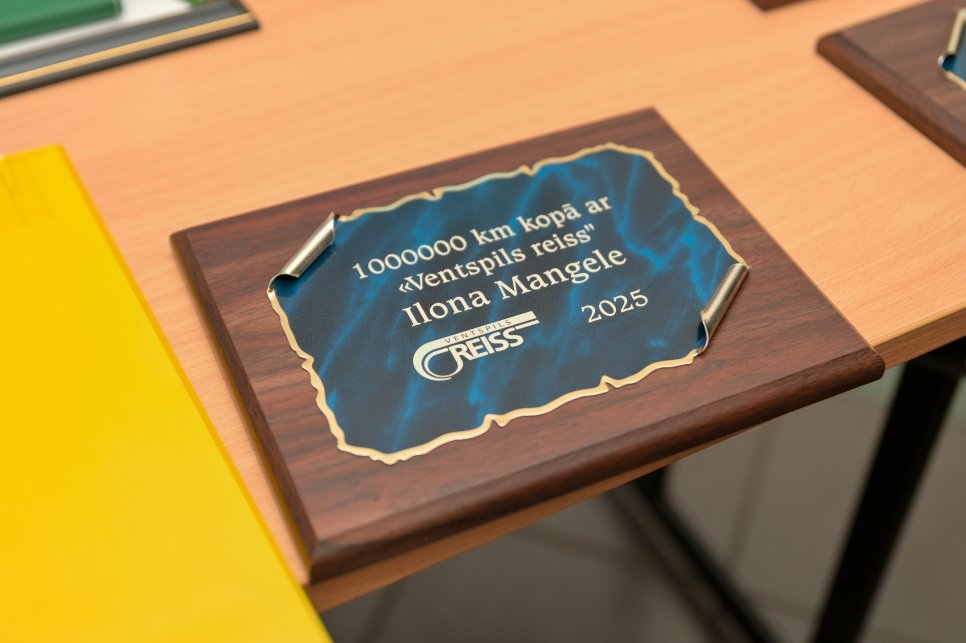 1000000 km kopā ar
«Ventspils reiss"
Ilona Mangele
2025
VENTSPILS
REISS